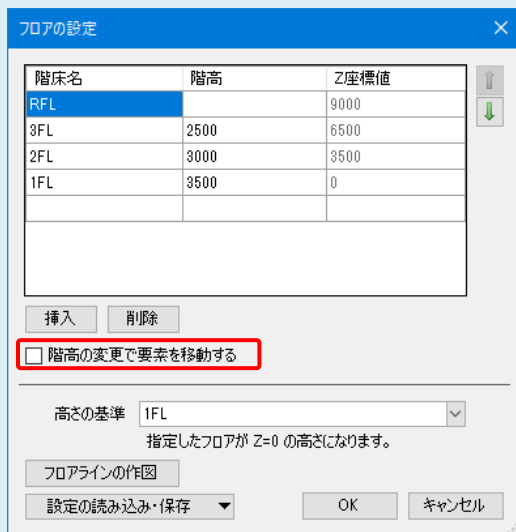 フロアの設定
階床名 階高 Z座標値
RFL 9000
3FL 2500 6500
2FL 3000 3500
1FL 3500 0
挿入 削除
階高の変更で要素を移動する
高さの基準 1FL
指定したフロアが Z=0 の高さになります。
フロアラインの作図
設定の読み込み・保存 OK キャンセル